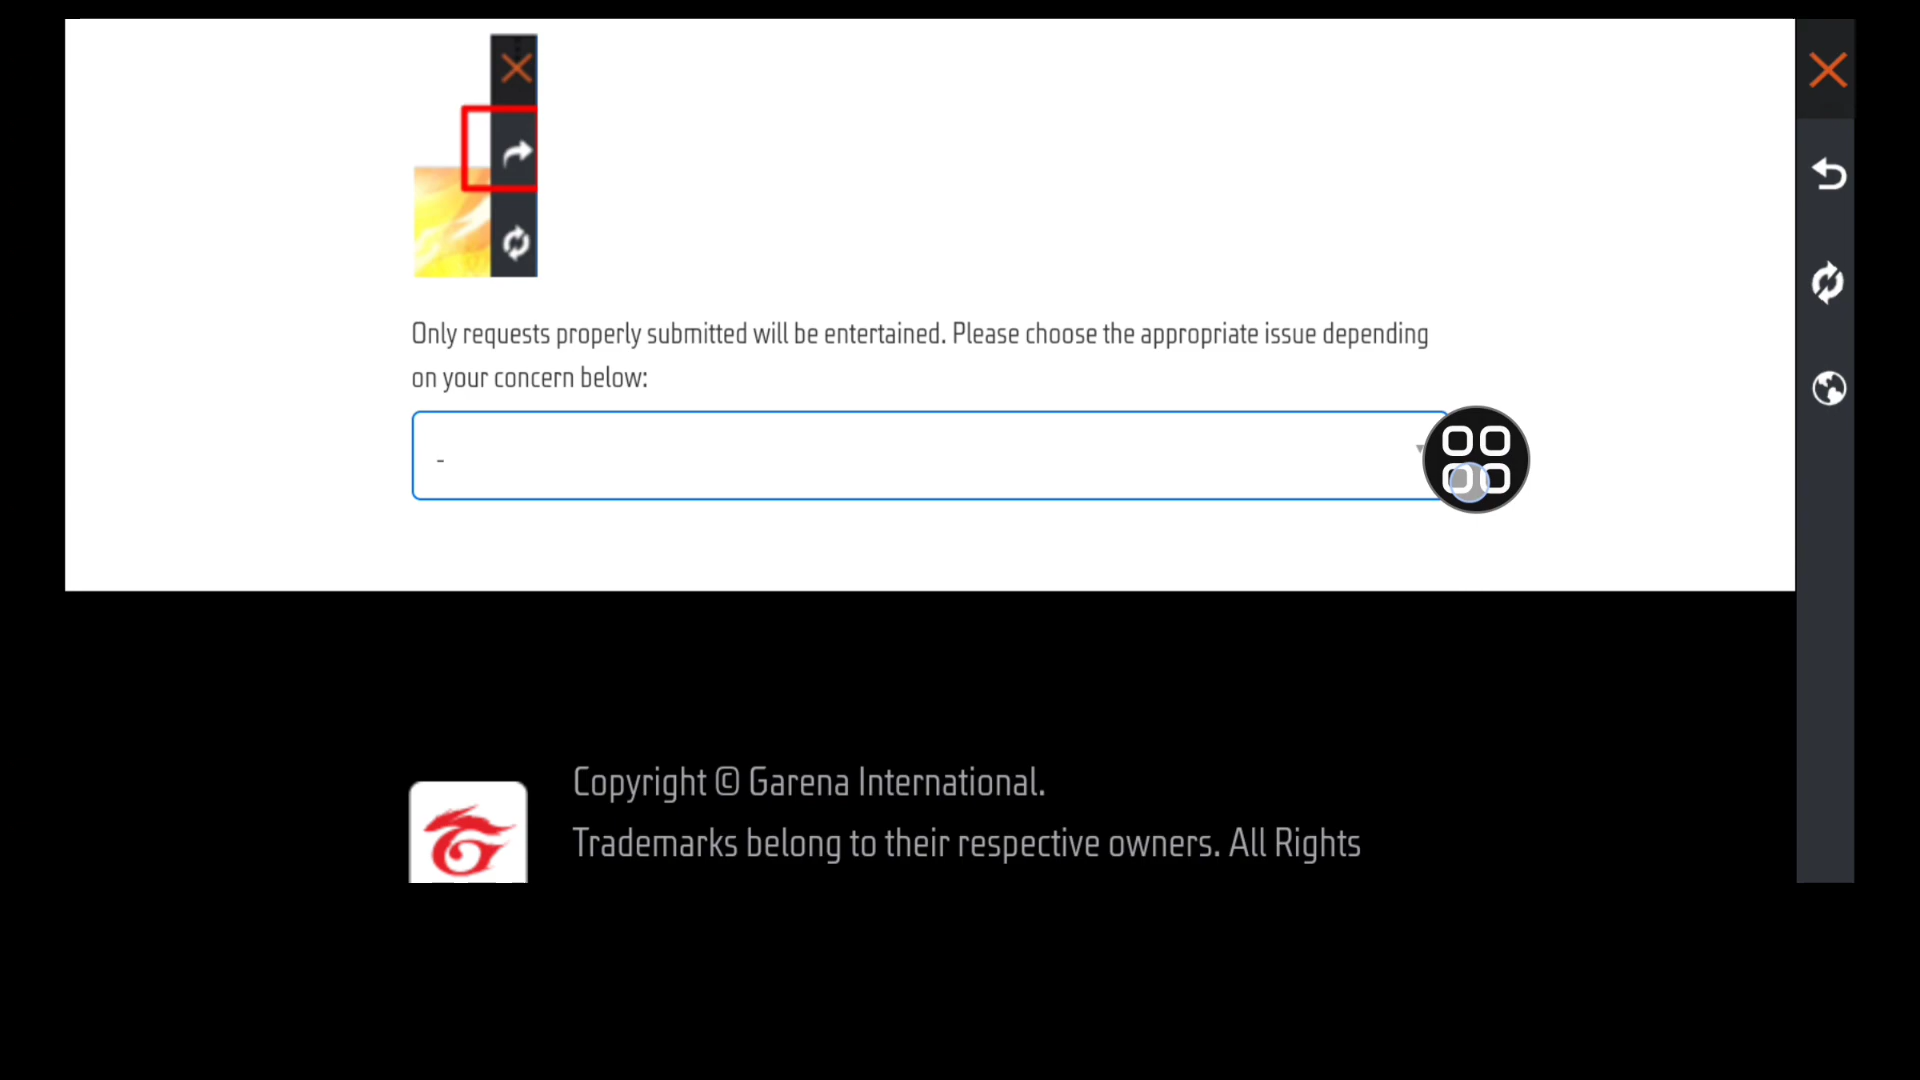 Only requests properly submitted will be entertained. Please choose the appropriate issue depending
on your concern below:
-
Copyright © Garena International.
Trademarks belong to their respective owners. All Rights